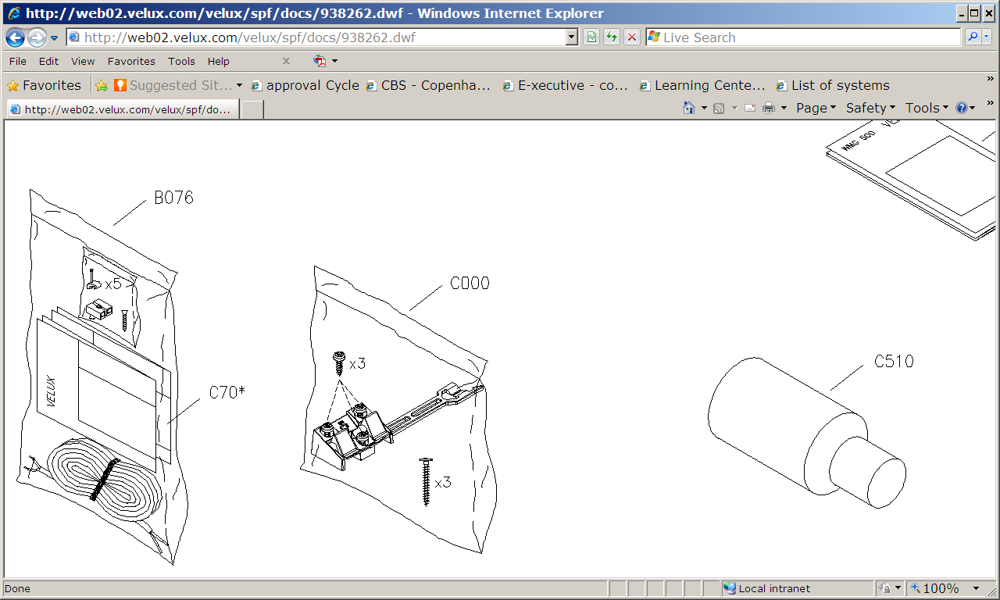 http://web02.velux.com/velux/spf/docs/938262.dwf - Windows Internet Explorer
http://web02.velux.com/velux/spf/docs/938262.dwf
Live Search
File Edit View Favorites Tools Help
x
Favorites Suggested Sit... approval Cycle CBS - Copenha... E-xecutive - co... Learning Cente... List of systems
http://web02.velux.com/velux/spf/do...
Page Safety Tools
WMG 500
B076
x5
C000
x3
C510
VELUX
C70*
x3
Done
Local intranet
100%